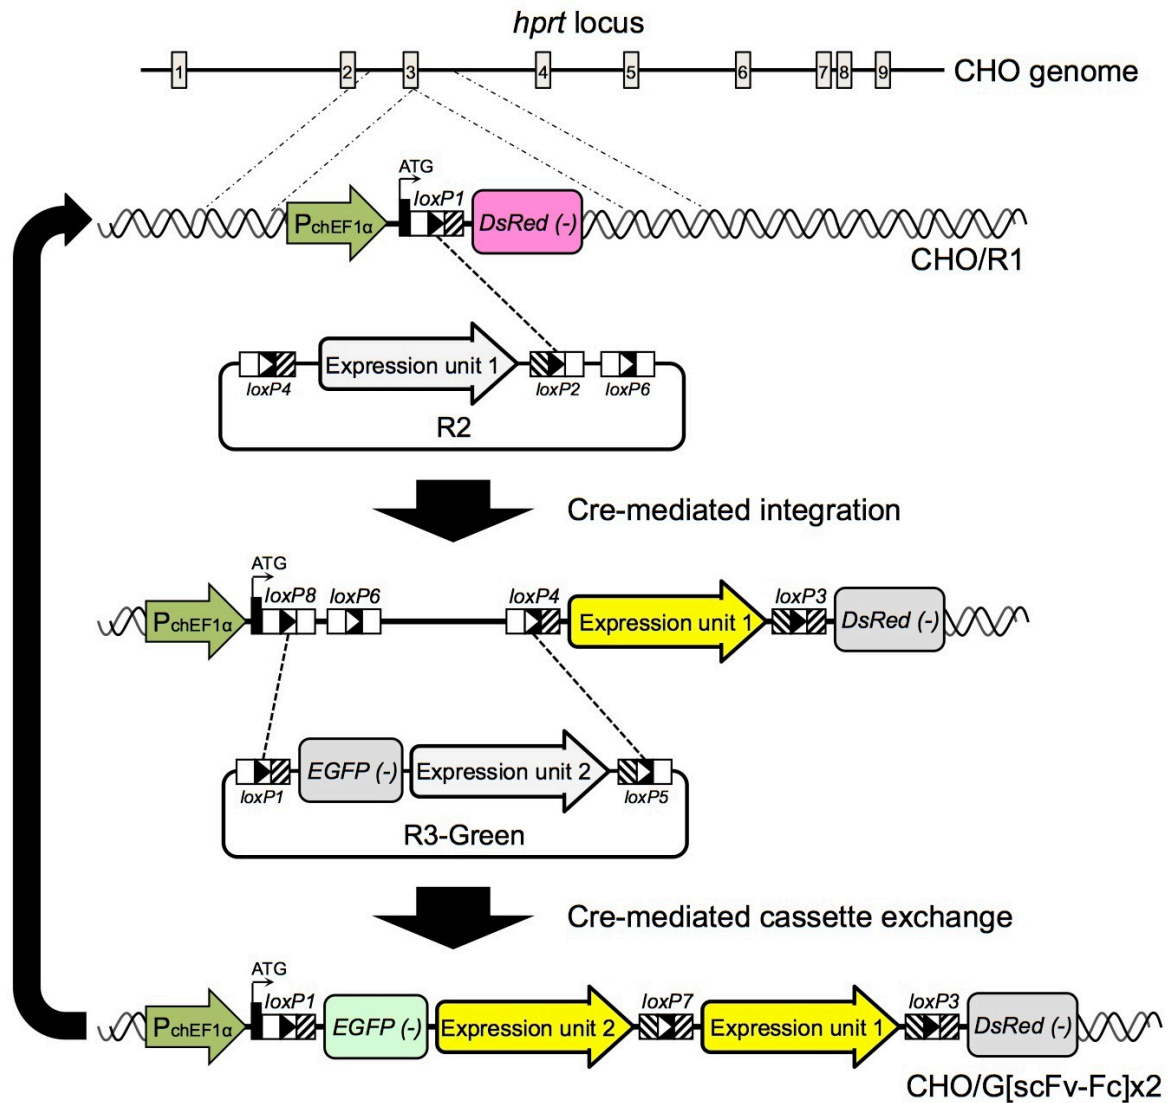 hprt locus
1 2 3 4 5 6 7 8 9 CHO genome
ATG
loxP1
PchEF1α DsRed (-)
CHO/R1
Expression unit 1
loxP4 loxP2 loxP6
R2
Cre-mediated integration
ATG
loxP8 loxP6 loxP4 loxP3
PchEF1α Expression unit 1 DsRed (-)
EGFP (-) Expression unit 2
loxP1 loxP5
R3-Green
Cre-mediated cassette exchange
ATG
loxP1 loxP7 loxP3
PchEF1α EGFP (-) Expression unit 2 Expression unit 1 DsRed (-)
CHO/G[scFv-Fc]x2